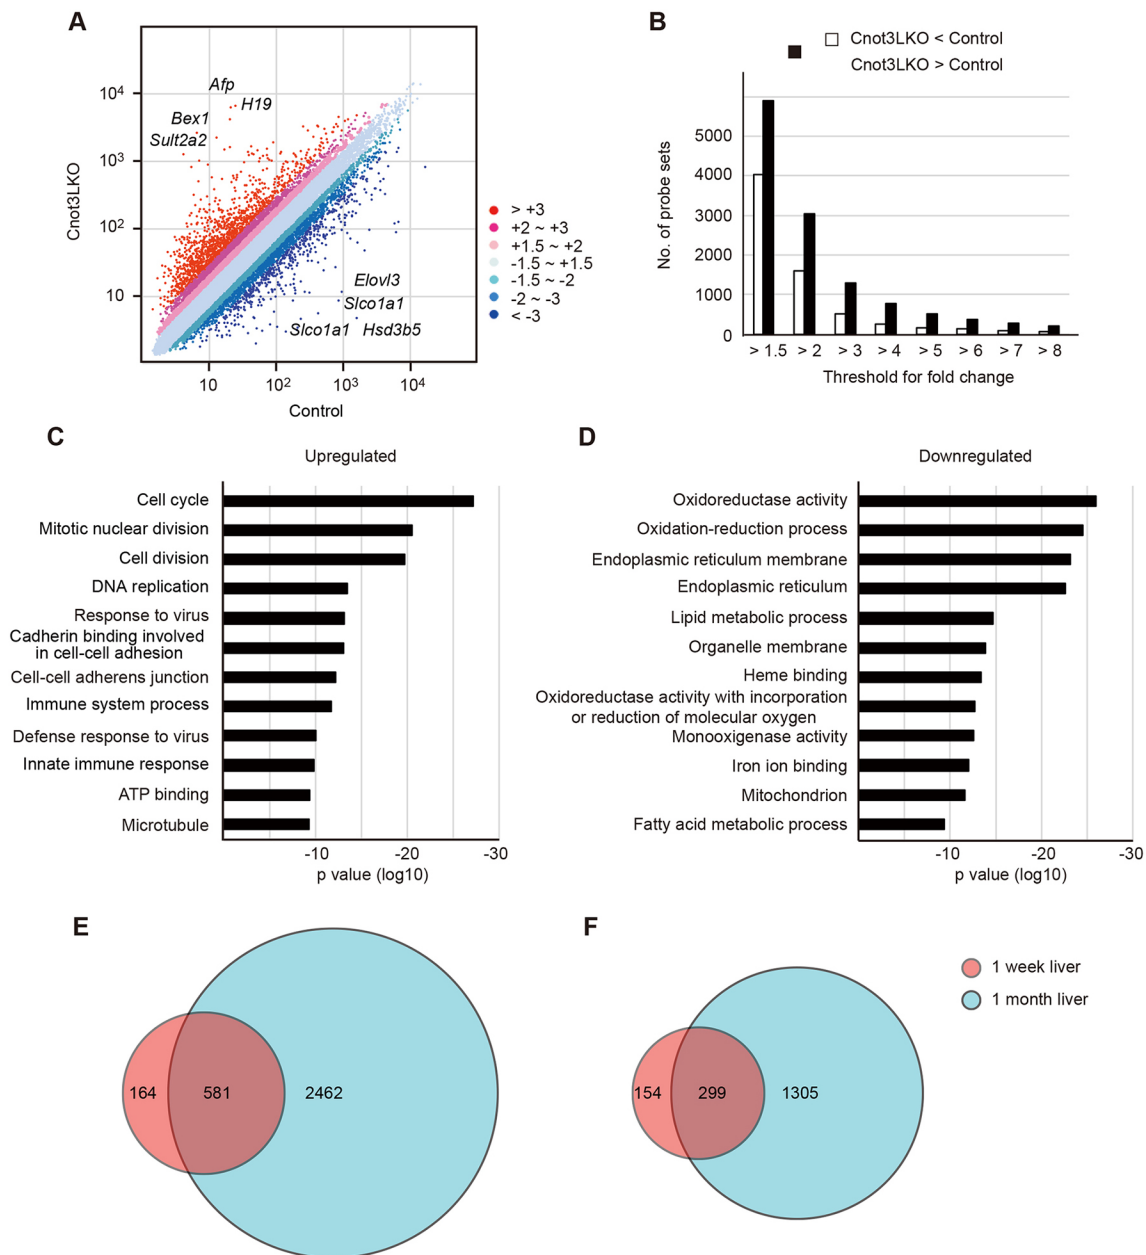 A
Afp
H19
Bex1
Sult2a2
Elovl3
Slco1a1
Slco1a1 Hsd3b5
10⁴
10³
10²
10
Cnot3LKO
10 10² 10³ 10⁴
Control
> +3
+2 ~ +3
+1.5 ~ +2
-1.5 ~ +1.5
-1.5 ~ -2
-2 ~ -3
< -3
B
Cnot3LKO < Control
Cnot3LKO > Control
No. of probe sets
5000
4000
3000
2000
1000
0
> 1.5 > 2 > 3 > 4 > 5 > 6 > 7 > 8
Threshold for fold change
C
Upregulated
Cell cycle
Mitotic nuclear division
Cell division
DNA replication
Response to virus
Cadherin binding involved
in cell-cell adhesion
Cell-cell adherens junction
Immune system process
Defense response to virus
Innate immune response
ATP binding
Microtubule
-10 -20 -30
p value (log10)
D
Downregulated
Oxidoreductase activity
Oxidation-reduction process
Endoplasmic reticulum membrane
Endoplasmic reticulum
Lipid metabolic process
Organelle membrane
Heme binding
Oxidoreductase activity with incorporation
or reduction of molecular oxygen
Monooxigenase activity
Iron ion binding
Mitochondrion
Fatty acid metabolic process
-10 -20 -30
p value (log10)
E
164 581 2462
F
154 299 1305
1 week liver
1 month liver